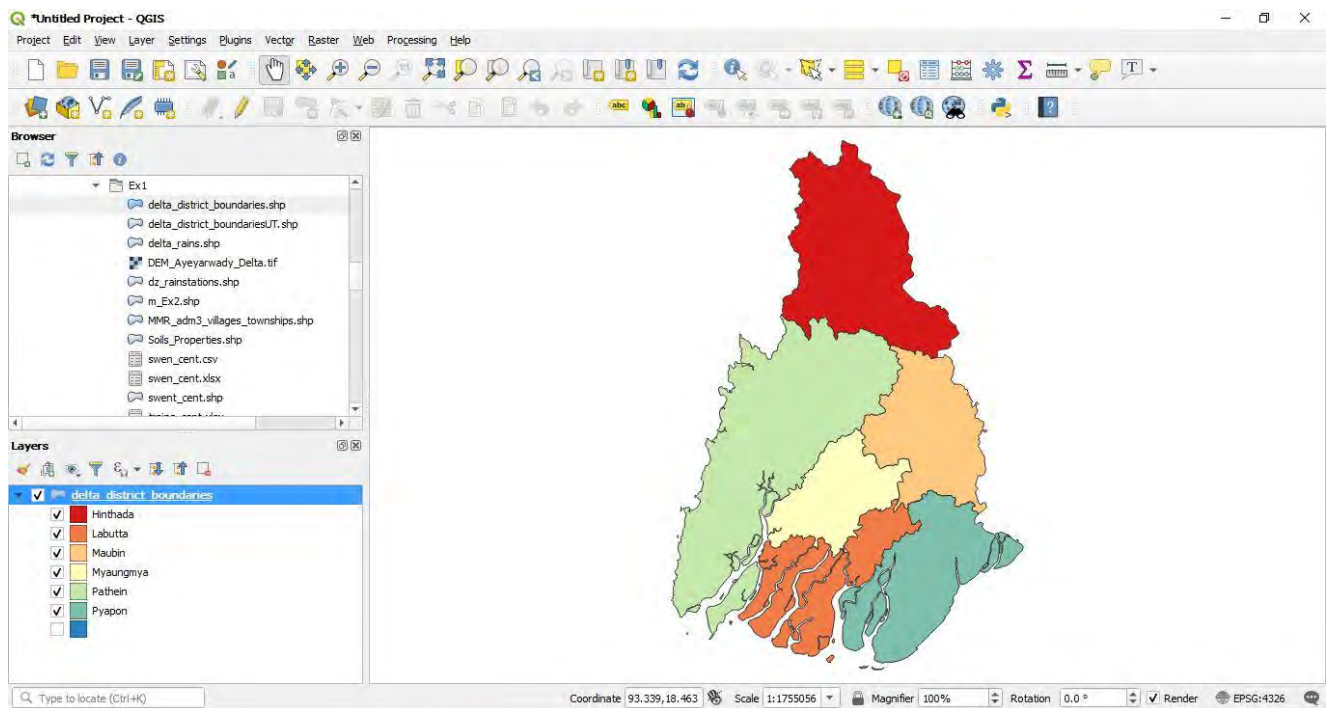 *Untitled Project - QGIS
Project Edit View Layer Settings Plugins Vector Raster Web Processing Help
Browser
Ex1
delta_district_boundaries.shp
delta_district_boundariesUT.shp
delta_rains.shp
DEM_Ayeyarwady_Delta.tif
dz_rainstations.shp
m_Ex2.shp
MMR_adm3_villages_townships.shp
Soils_Properties.shp
swen_cent.csv
swen_cent.xlsx
swent_cent.shp
Layers
delta_district_boundaries
Hinthada
Labutta
Maubin
Myaungmya
Pathein
Pyapon
Type to locate (Ctrl+K) Coordinate 93.339,18.463 Scale 1:1755056 Magnifier 100% Rotation 0.0 ° Render EPSG:4326